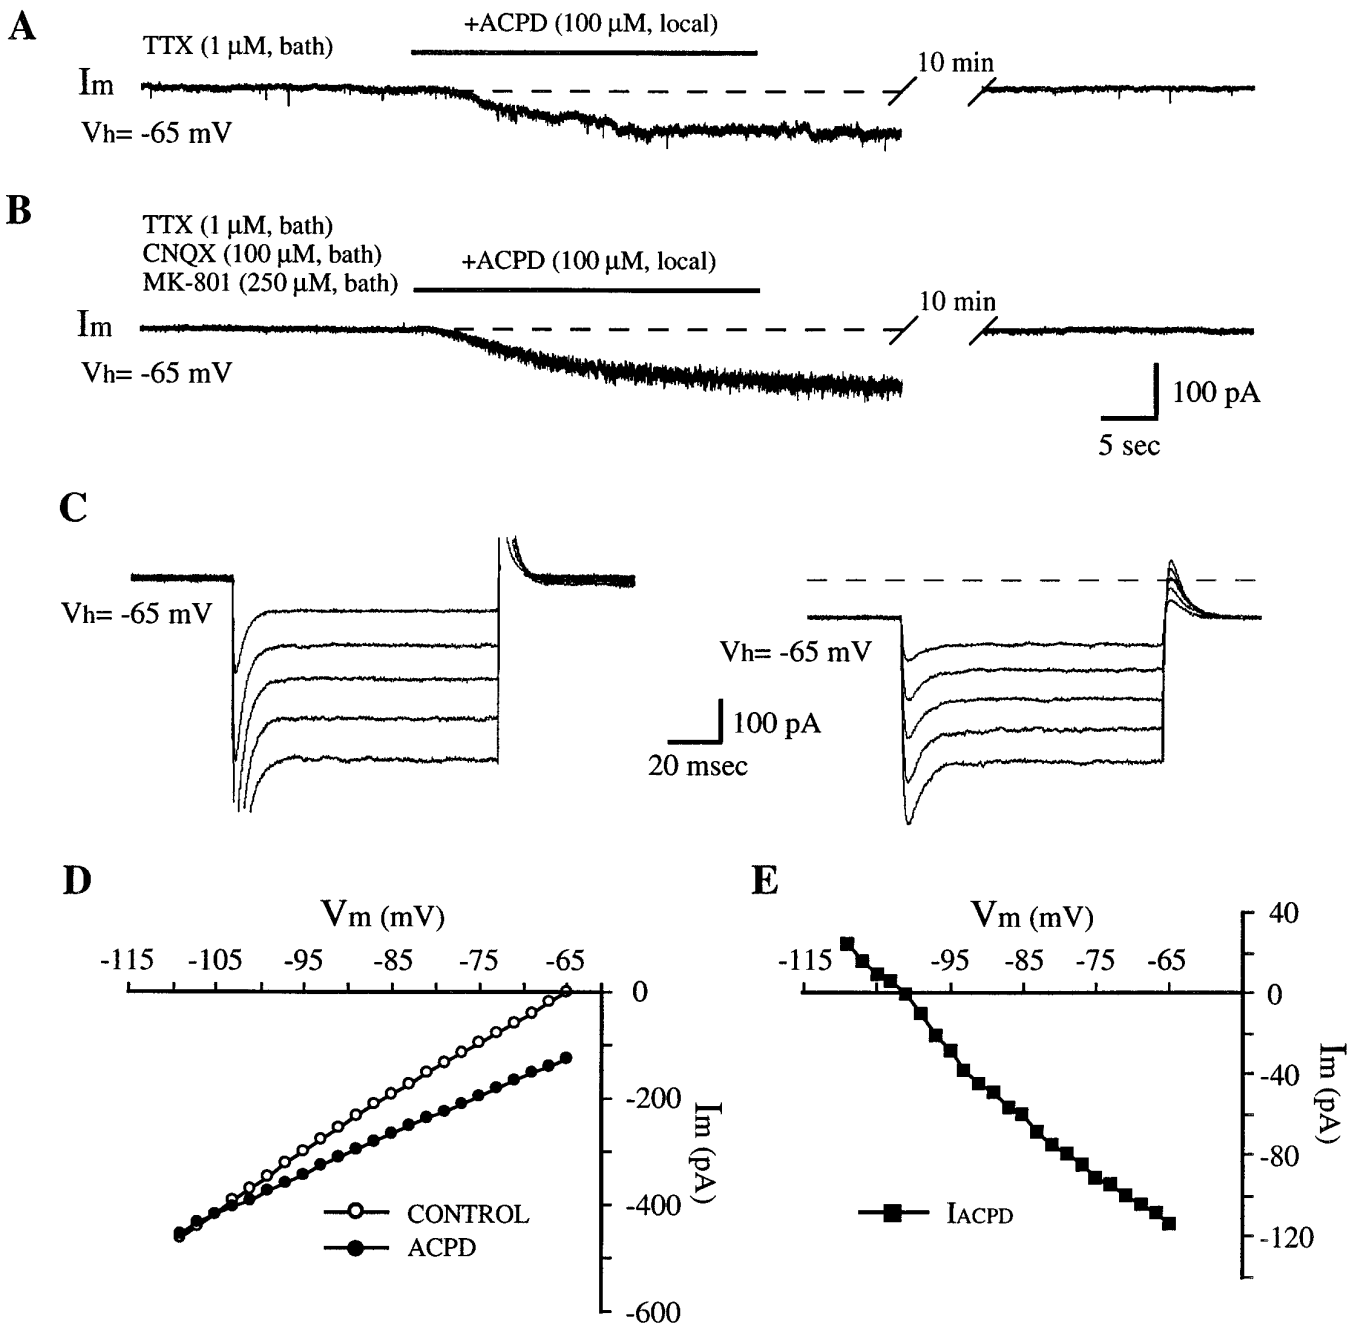 A
TTX (1 µM, bath)
+ACPD (100 µM, local)
10 min
Im
Vh= -65 mV
B
TTX (1 µM, bath)
CNQX (100 µM, bath)
MK-801 (250 µM, bath)
+ACPD (100 µM, local)
10 min
Im
Vh= -65 mV
100 pA
5 sec
C
Vh= -65 mV
Vh= -65 mV
100 pA
20 msec
D
Vm (mV)
-115 -105 -95 -85 -75 -65
0
-200
-400
-600
Im (pA)
CONTROL
ACPD
E
Vm (mV)
-115 -95 -85 -75 -65
40
0
-40
-80
-120
Im (pA)
IACPD